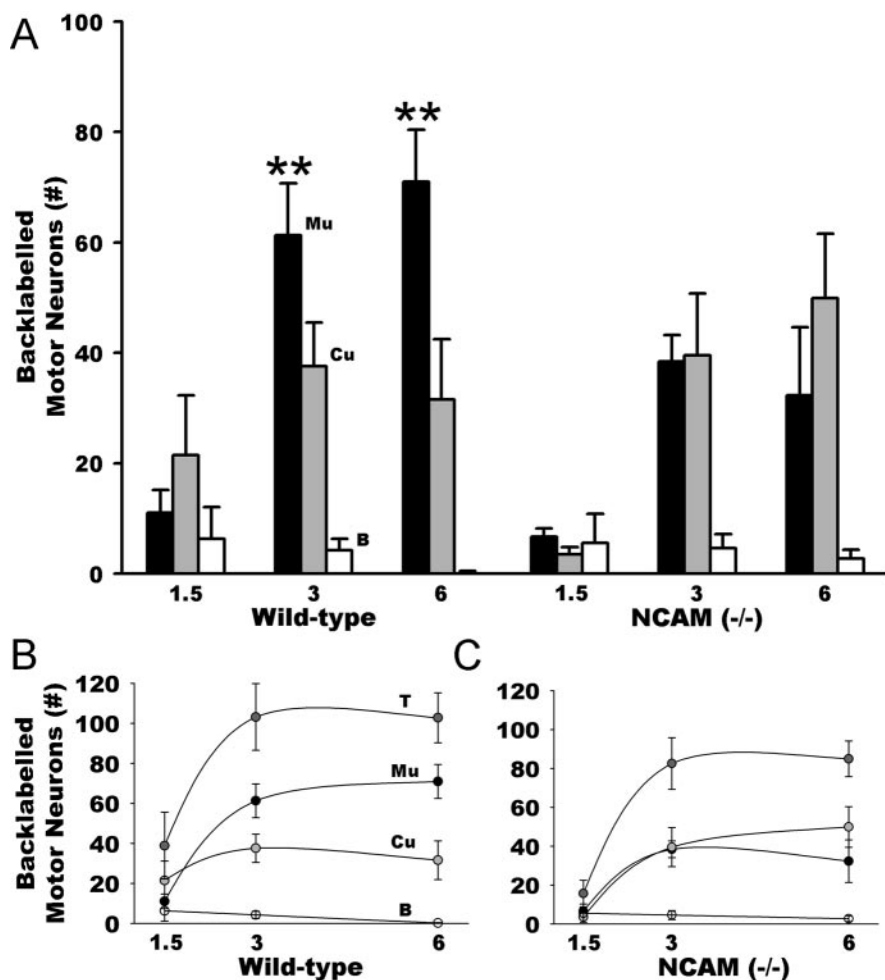 A
Backlabelled
Motor Neurons (#)
100
80
60
40
20
0
**
**
Mu
Cu
B
1.5 3 6 1.5 3 6
Wild-type NCAM (-/-)
B
Backlabelled
Motor Neurons (#)
120
100
80
60
40
20
0
T
Mu
Cu
B
1.5 3 6
Wild-type
C
120
100
80
60
40
20
0
1.5 3 6
NCAM (-/-)